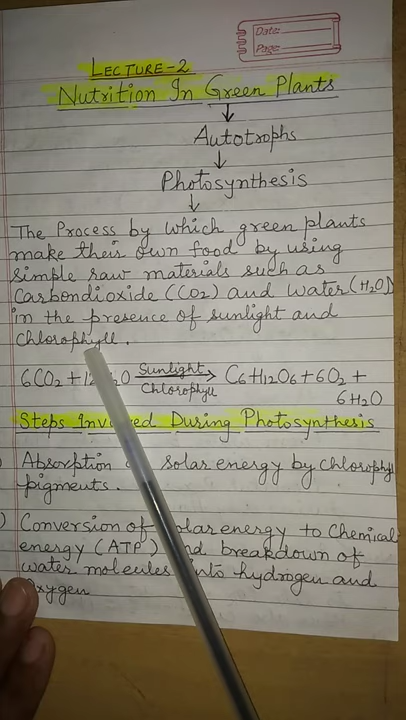 Date:
Page:
LECTURE-2
Nutrition In Green Plants
Autotrophs
Photosynthesis
The Process by which green plants
make their own food by using
simple raw materials such as
Carbondioxide (CO2) and Water (H2O)
in the presence of sunlight and
Chlorophyll.
6CO2 + 12 O Sunlight Chlorophyll C6H12O6 + 6O2 +
6H2O
Steps During Photosynthesis
Absorption solar energy by chlorophyll
pigments.
Conversion of energy to Chemical
energy (ATP) breakdown of
water into hydrogen and
Oxygen